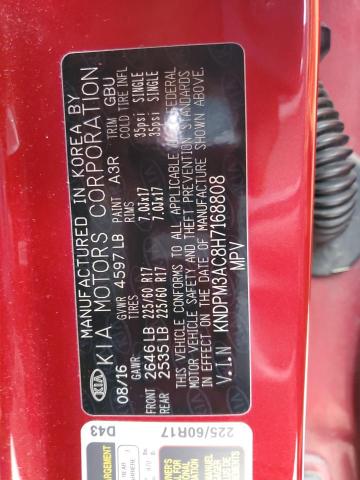 MANUFACTURED IN KOREA BY
KIA KIA MOTORS CORPORATION
08/16 GVWR 4597 LB PAINT A3R TRIM GBU
GAWR TIRES RIMS COLD TIRE INFL
FRONT 2646 LB 225/60 R17 7.00x17 35psi SINGLE
REAR 2535 LB 225/60 R17 7.00x17 35psi SINGLE
THIS VEHICLE CONFORMS TO ALL APPLICABLE FEDERAL
MOTOR VEHICLE SAFETY AND THEFT PREVENTION STANDARDS
IN EFFECT ON THE DATE OF MANUFACTURE SHOWN ABOVE.
V.I.N KNDPM3AC8H7168808
MPV
D43
225/60R17